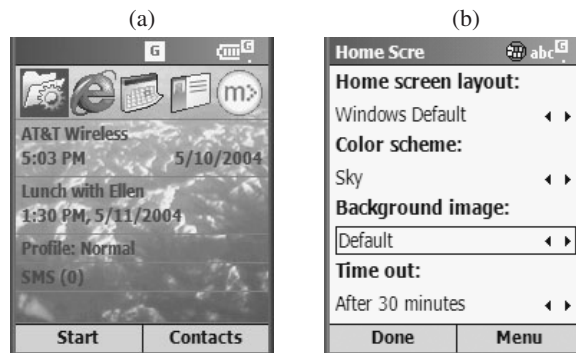 (a)
G
G
m>
AT&T Wireless
5:03 PM 5/10/2004
Lunch with Ellen
1:30 PM, 5/11/2004
Profile: Normal
SMS (0)
Start Contacts
(b)
Home Scre abc G
Home screen layout:
Windows Default
Color scheme:
Sky
Background image:
Default
Time out:
After 30 minutes
Done Menu